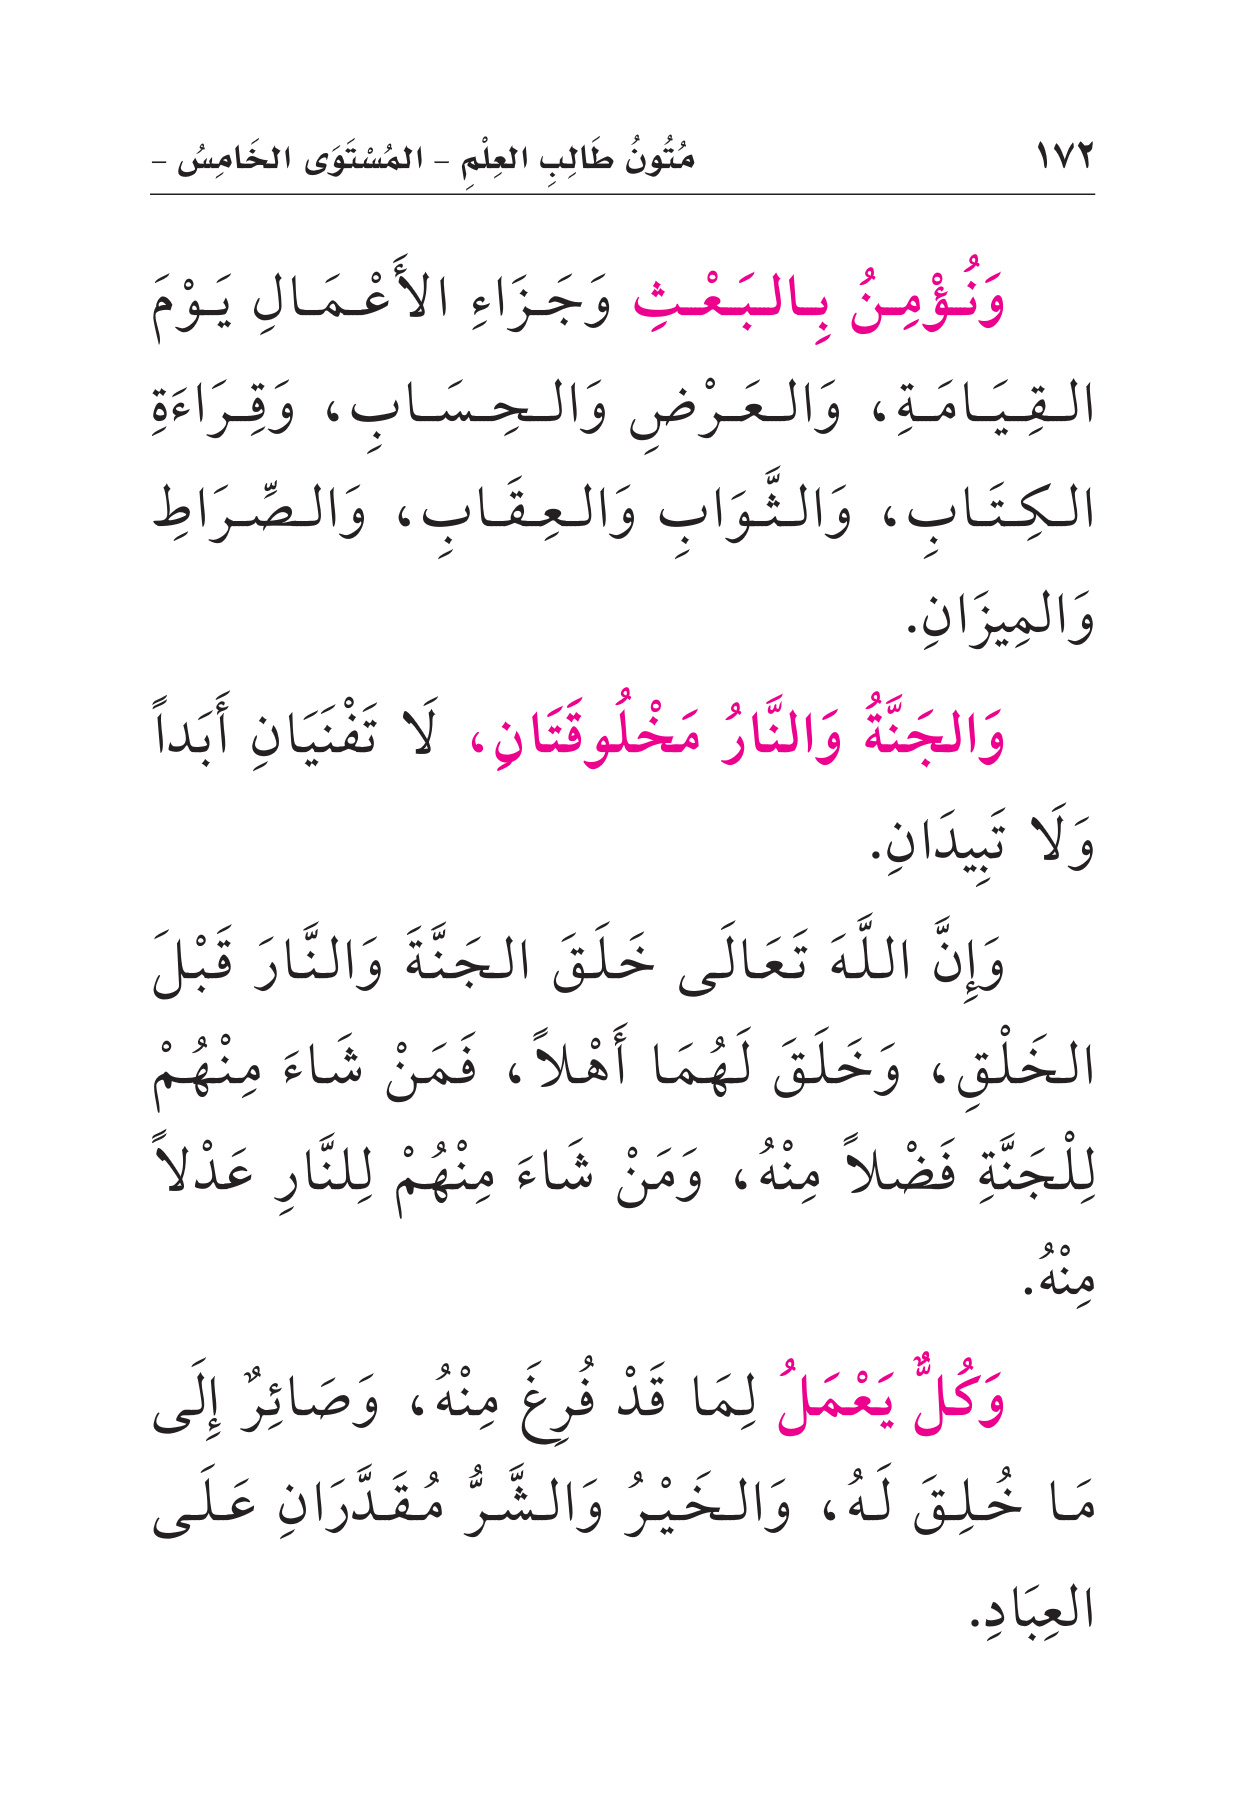 ١٧٢ مُتُونُ طَالِبِ العِلْمِ - المُسْتَوَى الخَامِسُ -
وَنُؤْمِنُ بِالبَعْثِ وَجَزَاءِ الأَعْمَالِ يَوْمَ
القِيَامَةِ، وَالعَرْضِ وَالحِسَابِ، وَقِرَاءَةِ
الكِتَابِ، وَالثَّوَابِ وَالعِقَابِ، وَالصِّرَاطِ
وَالمِيزَانِ.
وَالجَنَّةُ وَالنَّارُ مَخْلُوقَتَانِ، لَا تَفْنَيَانِ أَبَداً
وَلَا تَبِيدَانِ.
وَإِنَّ اللَّهَ تَعَالَى خَلَقَ الجَنَّةَ وَالنَّارَ قَبْلَ
الخَلْقِ، وَخَلَقَ لَهُمَا أَهْلاً، فَمَنْ شَاءَ مِنْهُمْ
لِلْجَنَّةِ فَضْلاً مِنْهُ، وَمَنْ شَاءَ مِنْهُمْ لِلنَّارِ عَدْلاً
مِنْهُ.
وَكُلٌّ يَعْمَلُ لِمَا قَدْ فُرِغَ مِنْهُ، وَصَائِرٌ إِلَى
مَا خُلِقَ لَهُ، وَالخَيْرُ وَالشَّرُّ مُقَدَّرَانِ عَلَى
العِبَادِ.